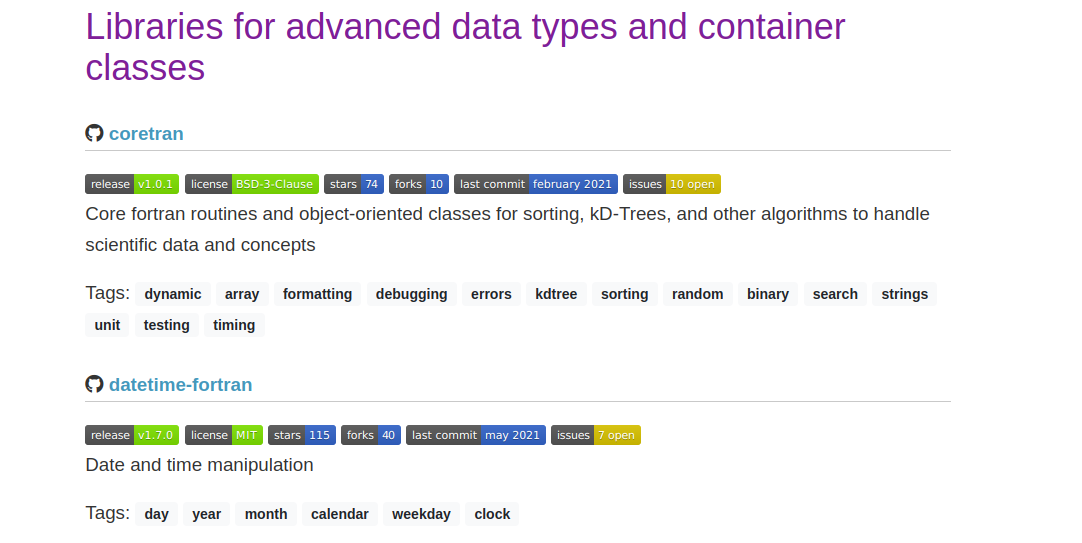 Libraries for advanced data types and container
classes
coretran
release v1.0.1 license BSD-3-Clause stars 74 forks 10 last commit february 2021 issues 10 open
Core fortran routines and object-oriented classes for sorting, kD-Trees, and other algorithms to handle
scientific data and concepts
Tags: dynamic array formatting debugging errors kdtree sorting random binary search strings
unit testing timing
datetime-fortran
release v1.7.0 license MIT stars 115 forks 40 last commit may 2021 issues 7 open
Date and time manipulation
Tags: day year month calendar weekday clock